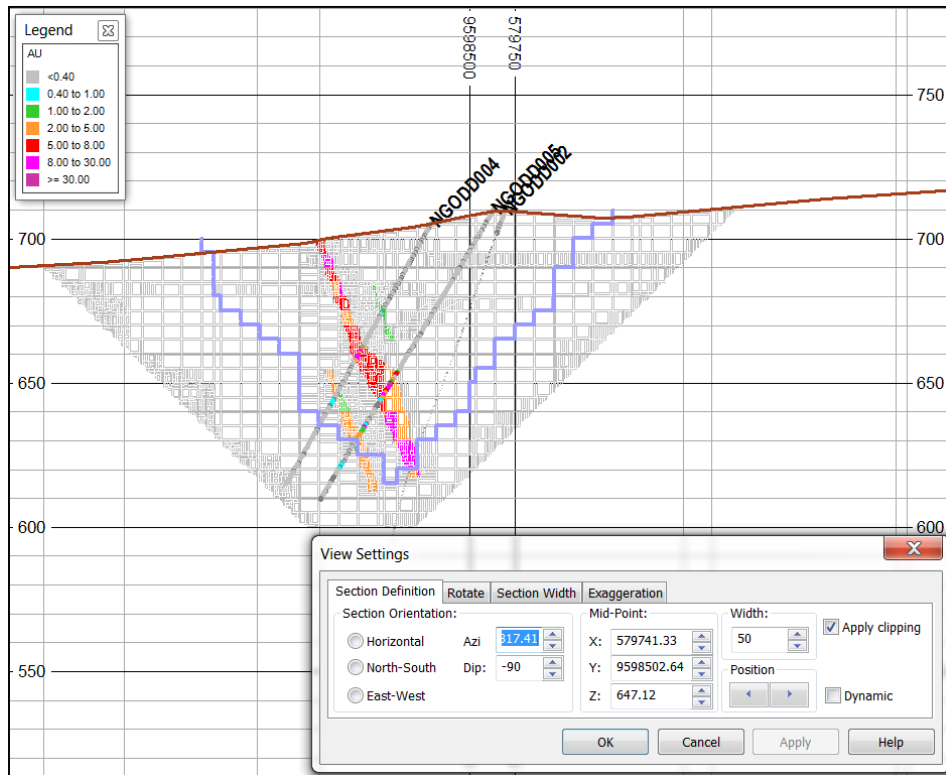 Legend
AU
<0.40
0.40 to 1.00
1.00 to 2.00
2.00 to 5.00
5.00 to 8.00
8.00 to 30.00
>= 30.00
9598500
579750
750
750
NGODD004
NGODD005
NGODD002
700
700
650
650
600
600
550
View Settings
Section Definition
Rotate
Section Width
Exaggeration
Section Orientation:
Horizontal
North-South
East-West
Azi
317.41
Dip:
-90
Mid-Point:
X:
579741.33
Y:
9598502.64
Z:
647.12
Width:
50
Position
Apply clipping
Dynamic
OK
Cancel
Apply
Help